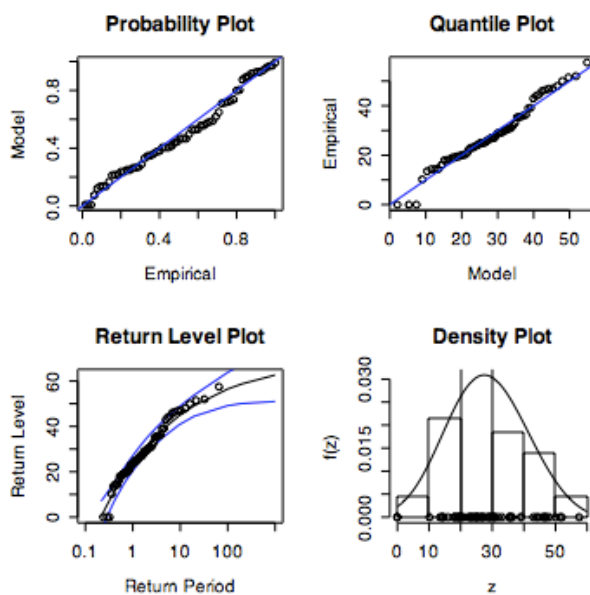 Probability Plot
Model
0.0 0.4 0.8
0.0 0.4 0.8
Empirical
Quantile Plot
Empirical
0 20 40
0 10 20 30 40 50
Model
Return Level Plot
Return Level
0 20 40 60
0.1 1 10 100
Return Period
Density Plot
f(z)
0.000 0.015 0.030
0 10 30 50
z